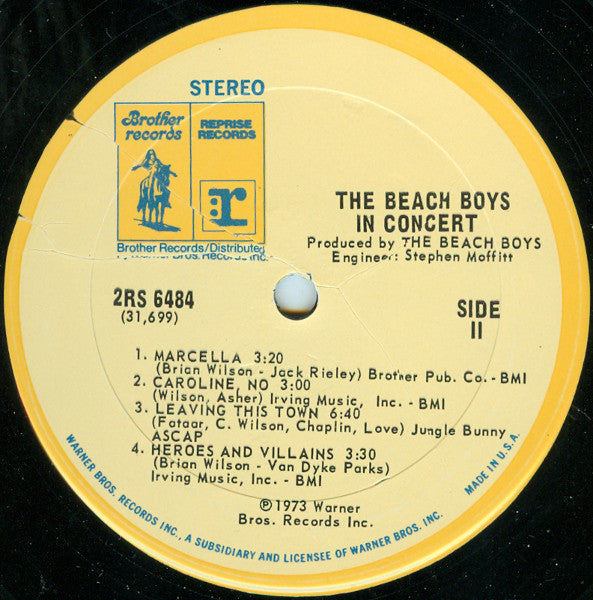 STEREO
Brother
records
REPRISE
RECORDS
r
Brother Records/Distributed
by Warner Bros. Records Inc.
THE BEACH BOYS
IN CONCERT
Produced by THE BEACH BOYS
Engineer: Stephen Moffitt
2RS 6484
(31,699)
SIDE
II
1. MARCELLA 3:20
(Brian Wilson - Jack Rieley) Brother Pub. Co. - BMI
2. CAROLINE, NO 3:00
(Wilson, Asher) Irving Music, Inc. - BMI
3. LEAVING THIS TOWN 6:40
(Fataar, C. Wilson, Chaplin, Love) Jungle Bunny
ASCAP
4. HEROES AND VILLAINS 3:30
(Brian Wilson - Van Dyke Parks)
Irving Music, Inc. - BMI
℗ 1973 Warner
Bros. Records Inc.
WARNER BROS. RECORDS INC., A SUBSIDIARY AND LICENSEE OF WARNER BROS. INC.
MADE IN U.S.A.